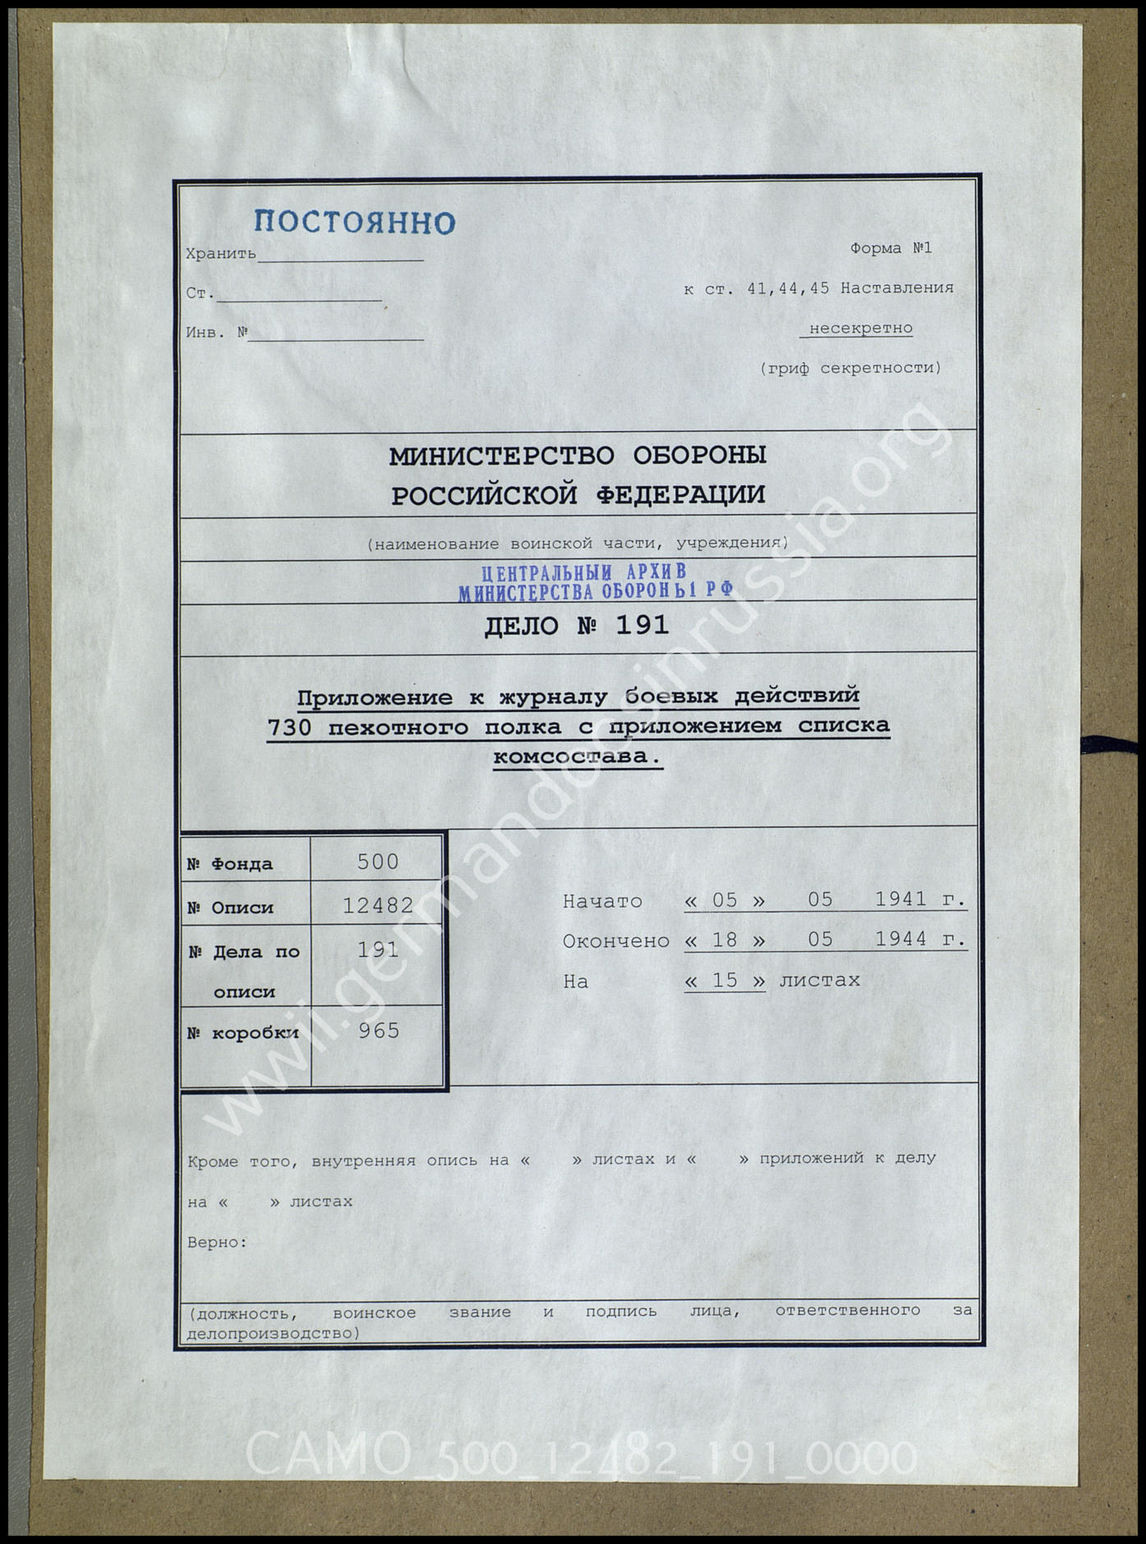 ПОСТОЯННО
Хранить
Форма №1
Ст.
к ст. 41,44,45 Наставления
Инв. №
несекретно
(гриф секретности)
МИНИСТЕРСТВО ОБОРОНЫ
РОССИЙСКОЙ ФЕДЕРАЦИИ
(наименование воинской части, учреждения)
ЦЕНТРАЛЬНЫЙ АРХИВ
МИНИСТЕРСТВА ОБОРОНЫ РФ
ДЕЛО № 191
Приложение к журналу боевых действий
730 пехотного полка с приложением списка
комсостава.
№ Фонда 500
№ Описи 12482
№ Дела по описи 191
№ коробки 965
Начато « 05 » 05 1941 г.
Окончено « 18 » 05 1944 г.
На « 15 » листах
Кроме того, внутренняя опись на « » листах и « » приложений к делу
на « » листах
Верно:
(должность, воинское звание и подпись лица, ответственного за
делопроизводство)
wwii.germandocsinrussia.org
CAMO_500_12482_191_0000